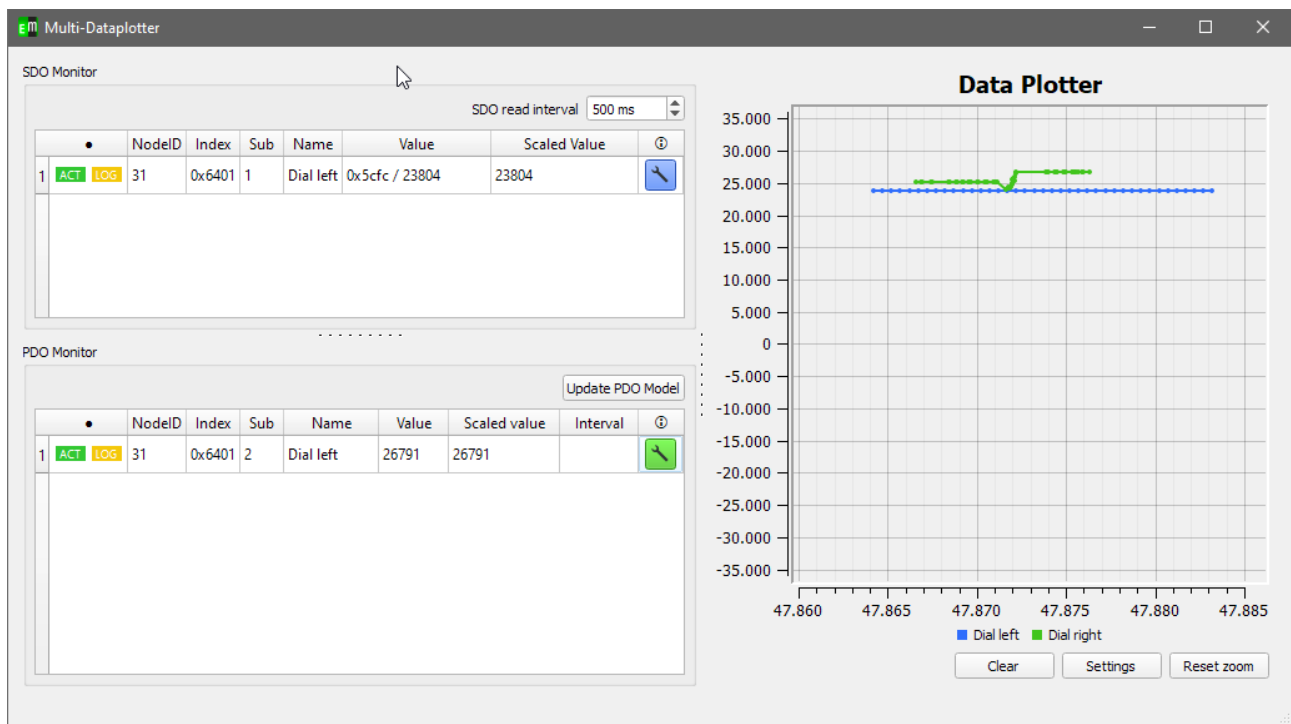 EM Multi-Dataplotter
SDO Monitor
SDO read interval 500 ms
● NodeID Index Sub Name Value Scaled Value ⓘ
1 ACT LOG 31 0x6401 1 Dial left 0x5cfc / 23804 23804
PDO Monitor
Update PDO Model
● NodeID Index Sub Name Value Scaled value Interval ⓘ
1 ACT LOG 31 0x6401 2 Dial left 26791 26791
Data Plotter
35.000
30.000
25.000
20.000
15.000
10.000
5.000
0
-5.000
-10.000
-15.000
-20.000
-25.000
-30.000
-35.000
47.860 47.865 47.870 47.875 47.880 47.885
Dial left Dial right
Clear Settings Reset zoom